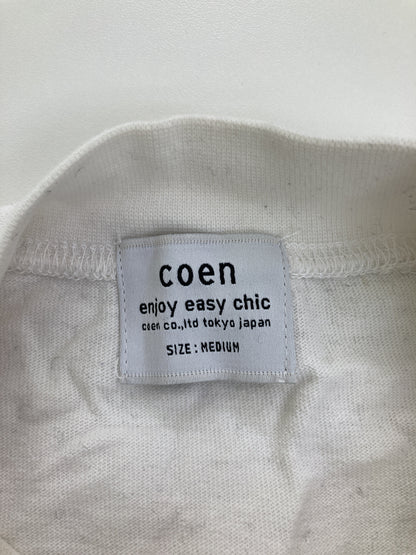 coen
enjoy easy chic
coen co.,ltd tokyo japan
SIZE : MEDIUM